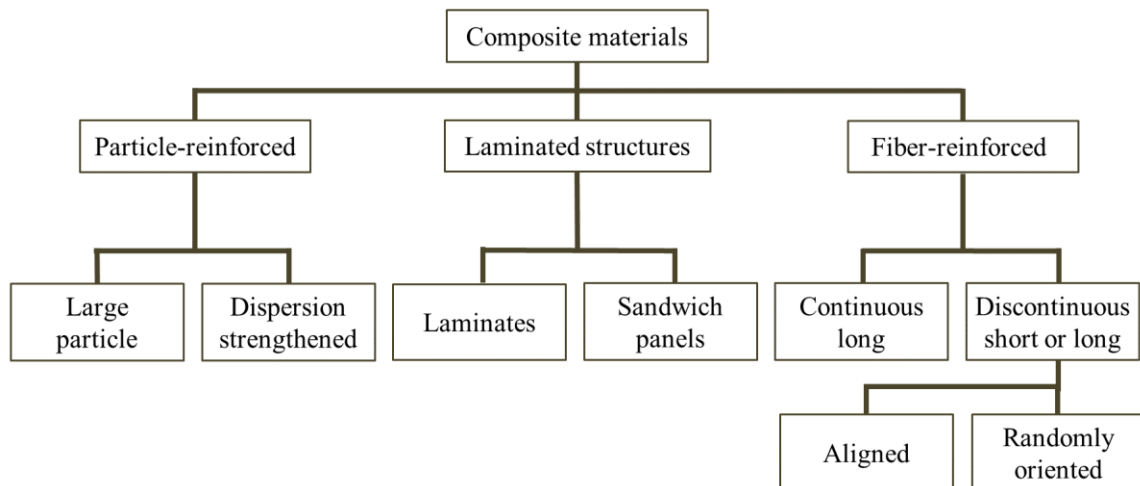 Composite materials
Particle-reinforced
Laminated structures
Fiber-reinforced
Large
particle
Dispersion
strengthened
Laminates
Sandwich
panels
Continuous
long
Discontinuous
short or long
Aligned
Randomly
oriented